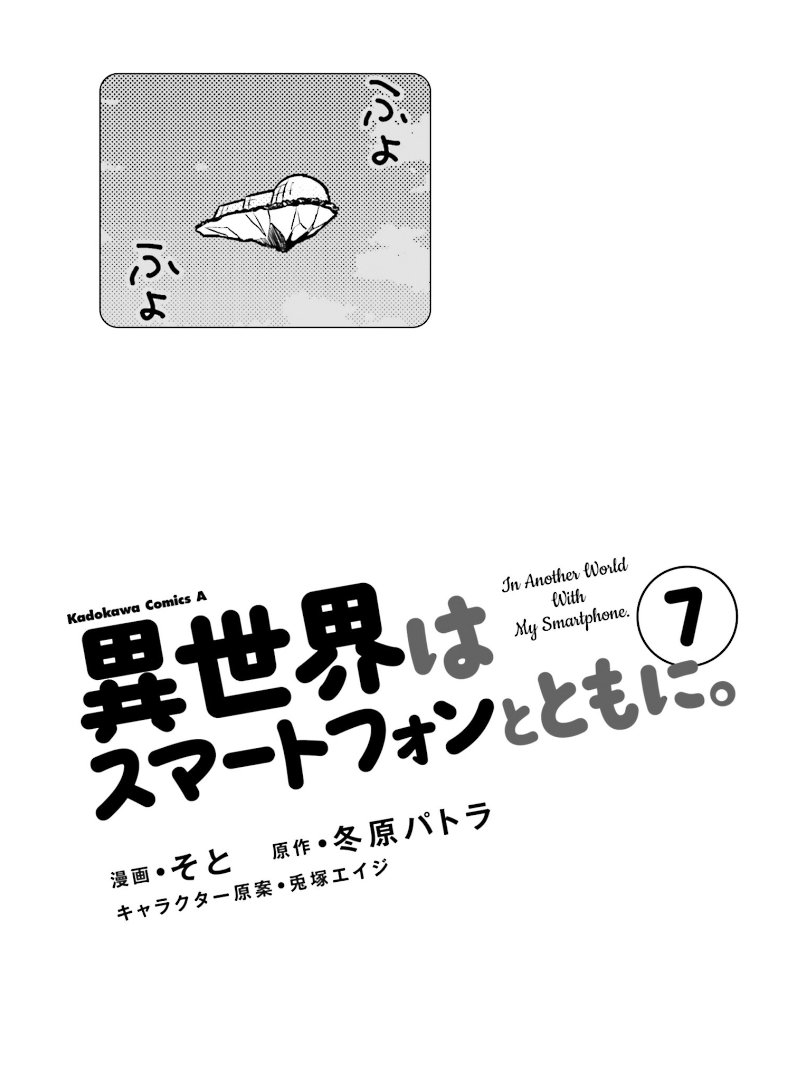 ふよ
ふよ
Kadokawa Comics A
異世界は
スマートフォンとともに。
In Another World
With
My Smartphone.
7
漫画・そと 原作・冬原パトラ
キャラクター原案・兎塚エイジ